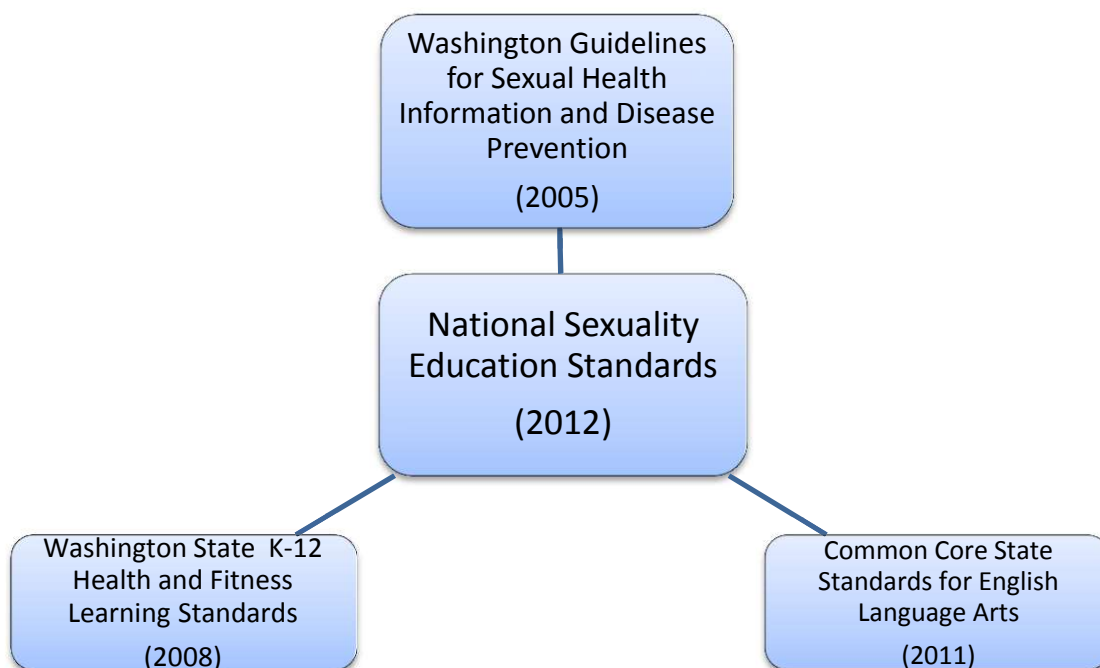 Washington Guidelines
for Sexual Health
Information and Disease
Prevention
(2005)
National Sexuality
Education Standards
(2012)
Washington State K-12
Health and Fitness
Learning Standards
(2008)
Common Core State
Standards for English
Language Arts
(2011)